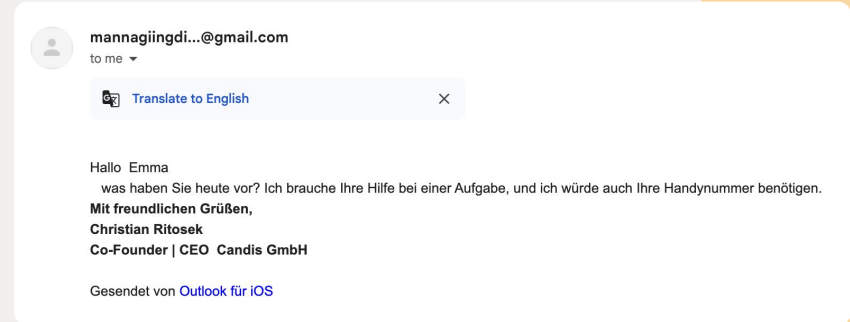 mannagiingdi...@gmail.com
to me
Translate to English
Hallo Emma
was haben Sie heute vor? Ich brauche Ihre Hilfe bei einer Aufgabe, und ich würde auch Ihre Handynummer benötigen.
Mit freundlichen Grüßen,
Christian Ritosek
Co-Founder | CEO Candis GmbH
Gesendet von Outlook für iOS